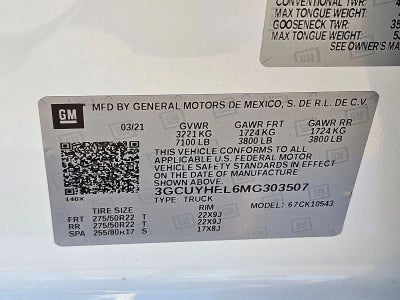 CONVENTIONAL TWR:
MAX TONGUE WEIGHT:
GOOSENECK TWR: 35
MAX TONGUE WEIGHT: 53
SEE OWNER'S MA
GM
MFD BY GENERAL MOTORS DE MEXICO, S. DE R.L. DE C.V.
03/21 GVWR GAWR FRT GAWR RR
3221 KG 1724 KG 1724 KG
7100 LB 3800 LB 3800 LB
THIS VEHICLE CONFORMS TO ALL
APPLICABLE U.S. FEDERAL MOTOR
VEHICLE SAFETY STANDARDS IN EFFECT
ON THE DATE OF MANUFACTURE
SHOWN ABOVE.
3GCUYHEL6MG303507
140X TYPE: TRUCK MODEL: 67CK10543
TIRE SIZE RIM
FRT 275/50R22 T 22X9J
RR 275/50R22 T 22X9J
SPA 255/80R17 S 17X8J